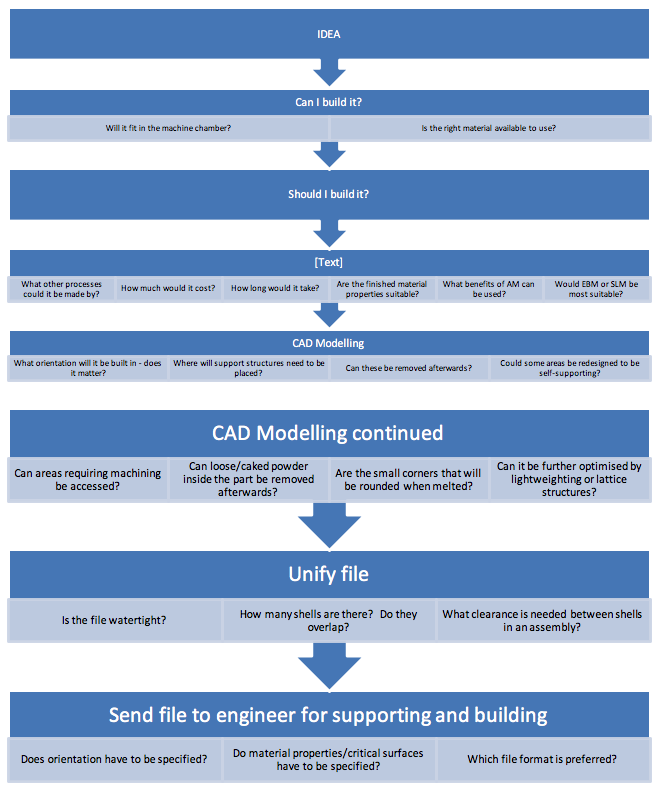 IDEA
Can I build it?
Will it fit in the machine chamber?
Is the right material available to use?
Should I build it?
[Text]
What other processes
could it be made by?
How much would it cost?
How long would it take?
Are the finished material
properties suitable?
What benefits of AM can
be used?
Would EBM or SLM be
most suitable?
CAD Modelling
What orientation will it be built in - does
it matter?
Where will support structures need to be
placed?
Can these be removed afterwards?
Could some areas be redesigned to be
self-supporting?
CAD Modelling continued
Can areas requiring machining
be accessed?
Can loose/caked powder
inside the part be removed
afterwards?
Are the small corners that will
be rounded when melted?
Can it be further optimised by
lightweighting or lattice
structures?
Unify file
Is the file watertight?
How many shells are there? Do they
overlap?
What clearance is needed between shells
in an assembly?
Send file to engineer for supporting and building
Does orientation have to be specified?
Do material properties/critical surfaces
have to be specified?
Which file format is preferred?